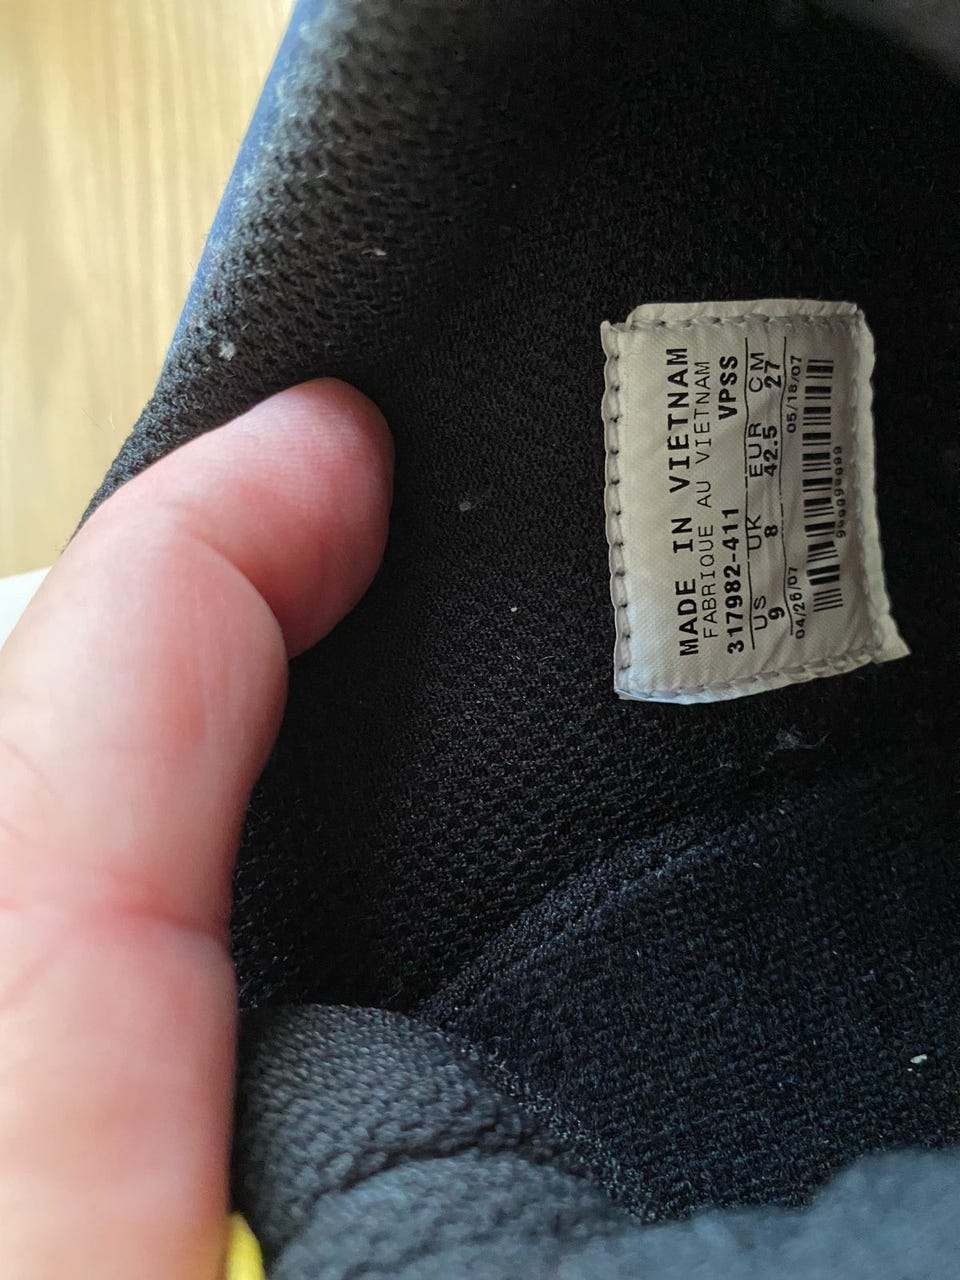 MADE IN VIETNAM
FABRIQUE AU VIETNAM
317982-411 VPSS
US UK EUR CM
9 8 42.5 27
04/26/07 05/18/07